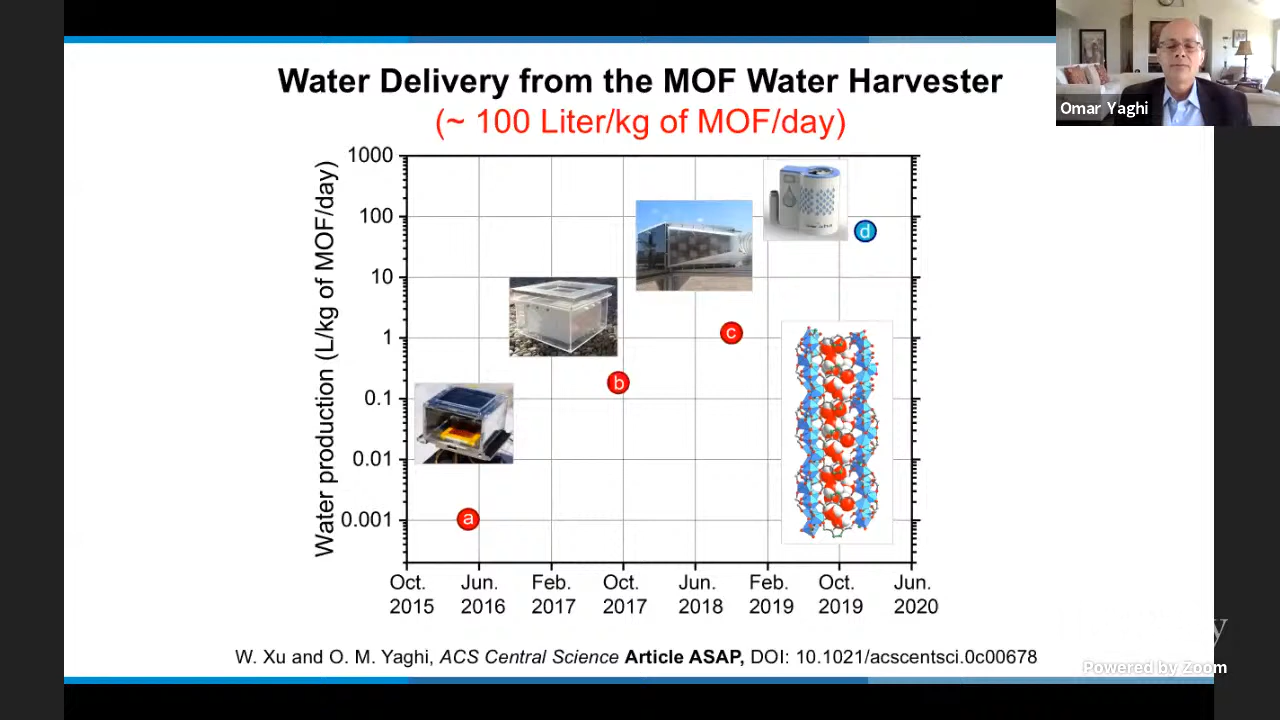 Water Delivery from the MOF Water Harvester
(~ 100 Liter/kg of MOF/day)
Omar Yaghi
Water production (L/kg of MOF/day)
1000
100
10
1
0.1
0.01
0.001
a
b
c
d
Oct. 2015
Jun. 2016
Feb. 2017
Oct. 2017
Jun. 2018
Feb. 2019
Oct. 2019
Jun. 2020
W. Xu and O. M. Yaghi, ACS Central Science Article ASAP, DOI: 10.1021/acscentsci.0c00678
Powered by Zoom